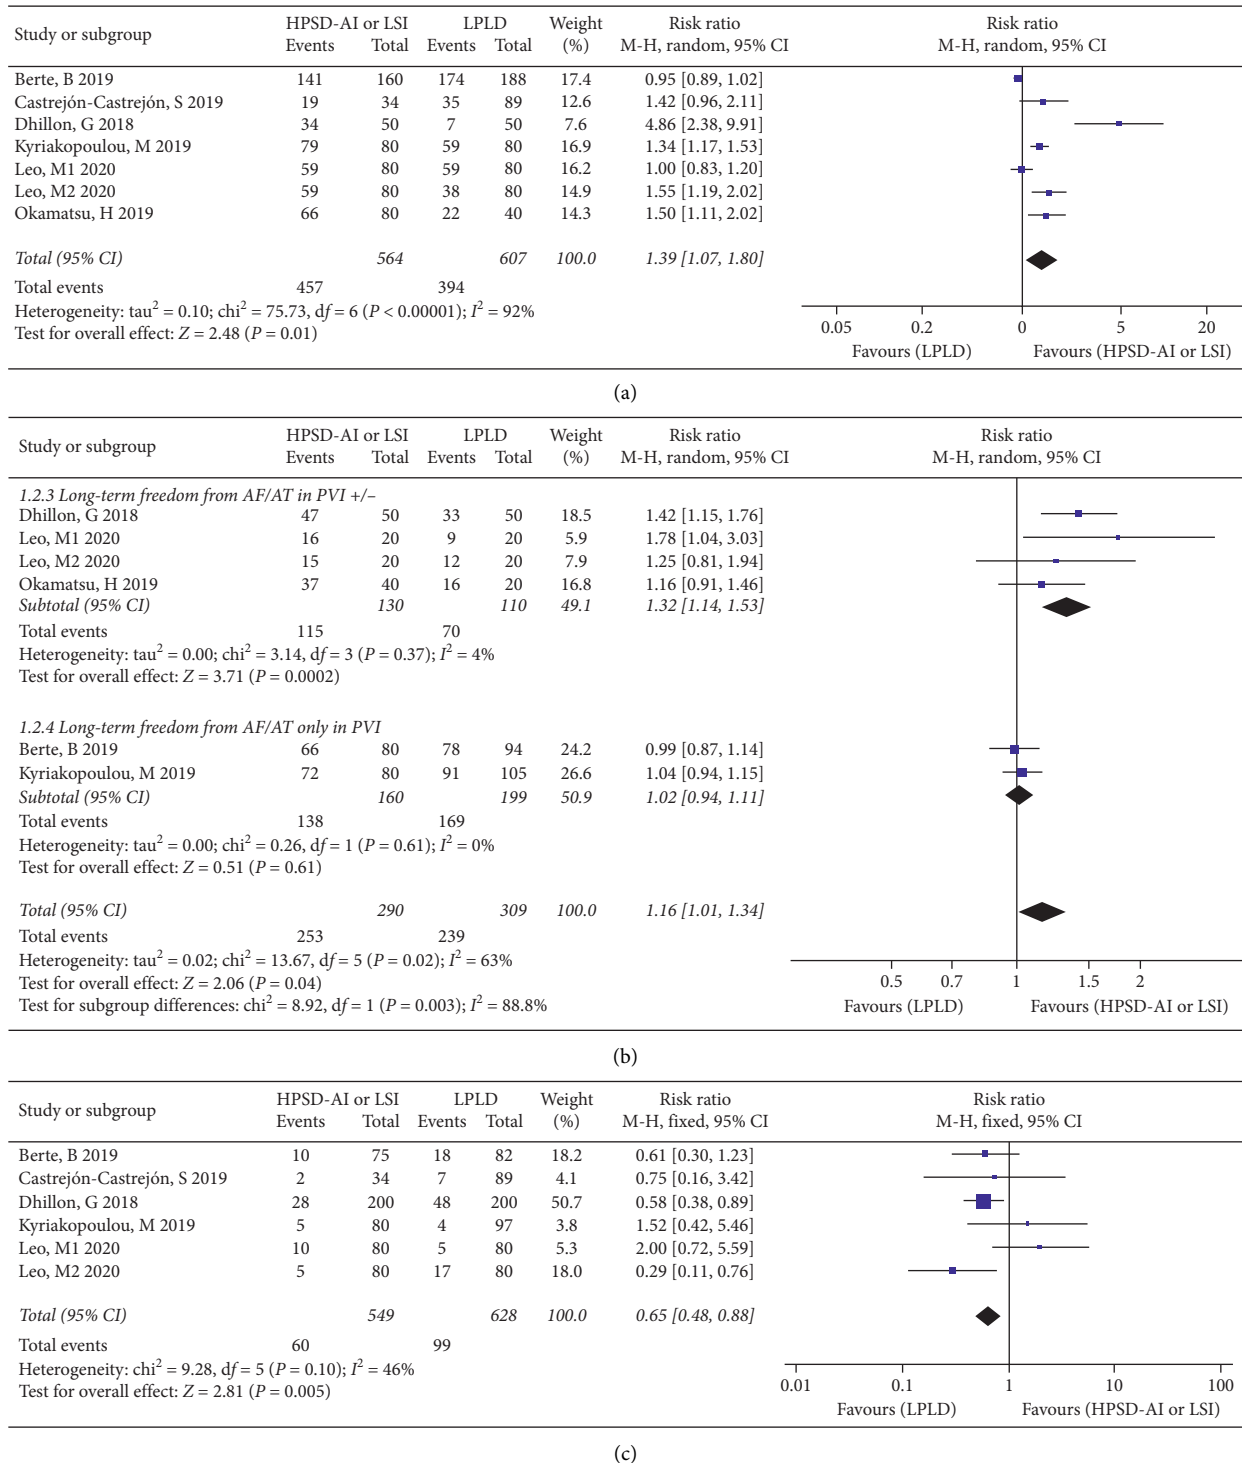 Study or subgroup HPSD-AI or LSI LPLD Weight Risk ratio Risk ratio
Events Total Events Total (%) M-H, random, 95% CI M-H, random, 95% CI
Berte, B 2019 141 160 174 188 17.4 0.95 [0.89, 1.02]
Castrejón-Castrejón, S 2019 19 34 35 89 12.6 1.42 [0.96, 2.11]
Dhillon, G 2018 34 50 7 50 7.6 4.86 [2.38, 9.91]
Kyriakopoulou, M 2019 79 80 59 80 16.9 1.34 [1.17, 1.53]
Leo, M1 2020 59 80 59 80 16.2 1.00 [0.83, 1.20]
Leo, M2 2020 59 80 38 80 14.9 1.55 [1.19, 2.02]
Okamatsu, H 2019 66 80 22 40 14.3 1.50 [1.11, 2.02]
Total (95% CI) 564 607 100.0 1.39 [1.07, 1.80]
Total events 457 394
Heterogeneity: tau² = 0.10; chi² = 75.73, df = 6 (P < 0.00001); I² = 92%
Test for overall effect: Z = 2.48 (P = 0.01)
0.05 0.2 0 5 20
Favours (LPLD) Favours (HPSD-AI or LSI)
(a)
Study or subgroup HPSD-AI or LSI LPLD Weight Risk ratio Risk ratio
Events Total Events Total (%) M-H, random, 95% CI M-H, random, 95% CI
1.2.3 Long-term freedom from AF/AT in PVI +/–
Dhillon, G 2018 47 50 33 50 18.5 1.42 [1.15, 1.76]
Leo, M1 2020 16 20 9 20 5.9 1.78 [1.04, 3.03]
Leo, M2 2020 15 20 12 20 7.9 1.25 [0.81, 1.94]
Okamatsu, H 2019 37 40 16 20 16.8 1.16 [0.91, 1.46]
Subtotal (95% CI) 130 110 49.1 1.32 [1.14, 1.53]
Total events 115 70
Heterogeneity: tau² = 0.00; chi² = 3.14, df = 3 (P = 0.37); I² = 4%
Test for overall effect: Z = 3.71 (P = 0.0002)
1.2.4 Long-term freedom from AF/AT only in PVI
Berte, B 2019 66 80 78 94 24.2 0.99 [0.87, 1.14]
Kyriakopoulou, M 2019 72 80 91 105 26.6 1.04 [0.94, 1.15]
Subtotal (95% CI) 160 199 50.9 1.02 [0.94, 1.11]
Total events 138 169
Heterogeneity: tau² = 0.00; chi² = 0.26, df = 1 (P = 0.61); I² = 0%
Test for overall effect: Z = 0.51 (P = 0.61)
Total (95% CI) 290 309 100.0 1.16 [1.01, 1.34]
Total events 253 239
Heterogeneity: tau² = 0.02; chi² = 13.67, df = 5 (P = 0.02); I² = 63%
Test for overall effect: Z = 2.06 (P = 0.04)
Test for subgroup differences: chi² = 8.92, df = 1 (P = 0.003); I² = 88.8%
0.5 0.7 1 1.5 2
Favours (LPLD) Favours (HPSD-AI or LSI)
(b)
Study or subgroup HPSD-AI or LSI LPLD Weight Risk ratio Risk ratio
Events Total Events Total (%) M-H, fixed, 95% CI M-H, fixed, 95% CI
Berte, B 2019 10 75 18 82 18.2 0.61 [0.30, 1.23]
Castrejón-Castrejón, S 2019 2 34 7 89 4.1 0.75 [0.16, 3.42]
Dhillon, G 2018 28 200 48 200 50.7 0.58 [0.38, 0.89]
Kyriakopoulou, M 2019 5 80 4 97 3.8 1.52 [0.42, 5.46]
Leo, M1 2020 10 80 5 80 5.3 2.00 [0.72, 5.59]
Leo, M2 2020 5 80 17 80 18.0 0.29 [0.11, 0.76]
Total (95% CI) 549 628 100.0 0.65 [0.48, 0.88]
Total events 60 99
Heterogeneity: chi² = 9.28, df = 5 (P = 0.10); I² = 46%
Test for overall effect: Z = 2.81 (P = 0.005)
0.01 0.1 1 10 100
Favours (LPLD) Favours (HPSD-AI or LSI)
(c)